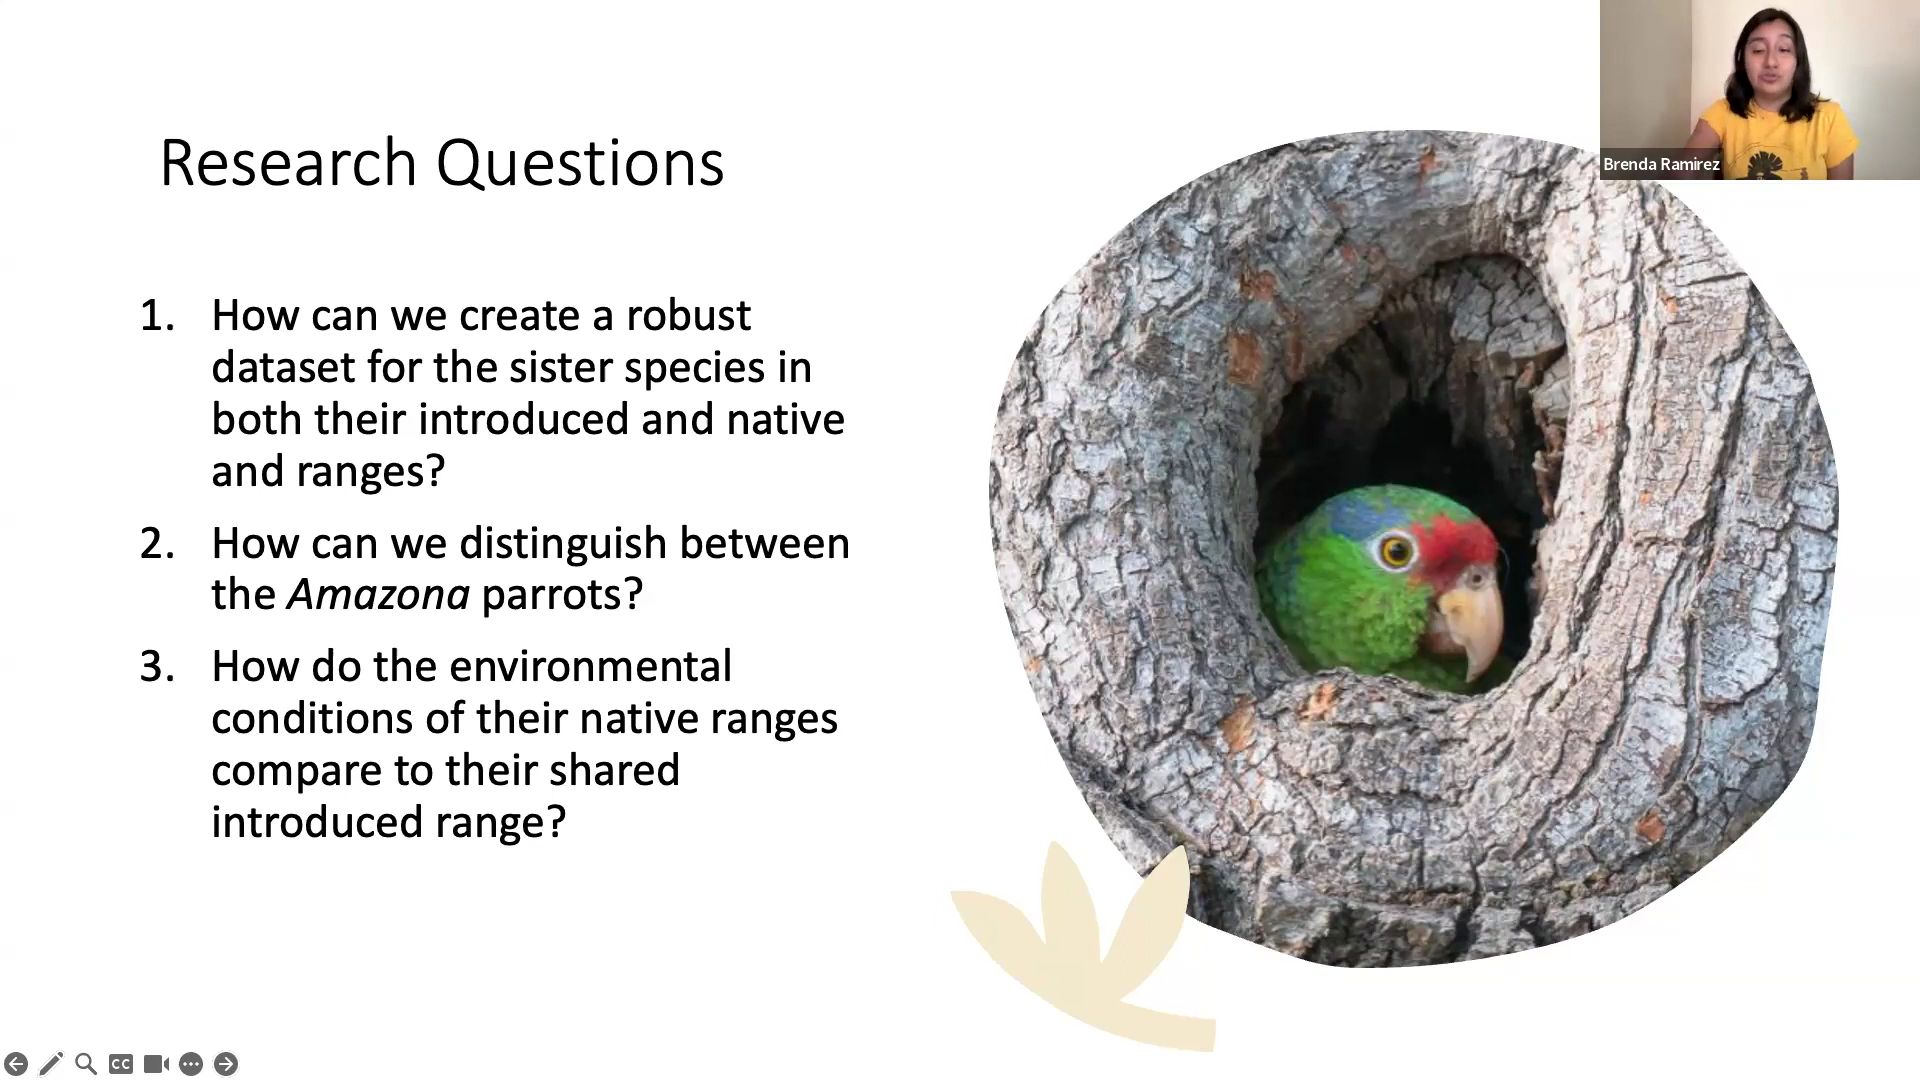 Research Questions
1. How can we create a robust
dataset for the sister species in
both their introduced and native
and ranges?
2. How can we distinguish between
the Amazona parrots?
3. How do the environmental
conditions of their native ranges
compare to their shared
introduced range?
Brenda Ramirez
CC